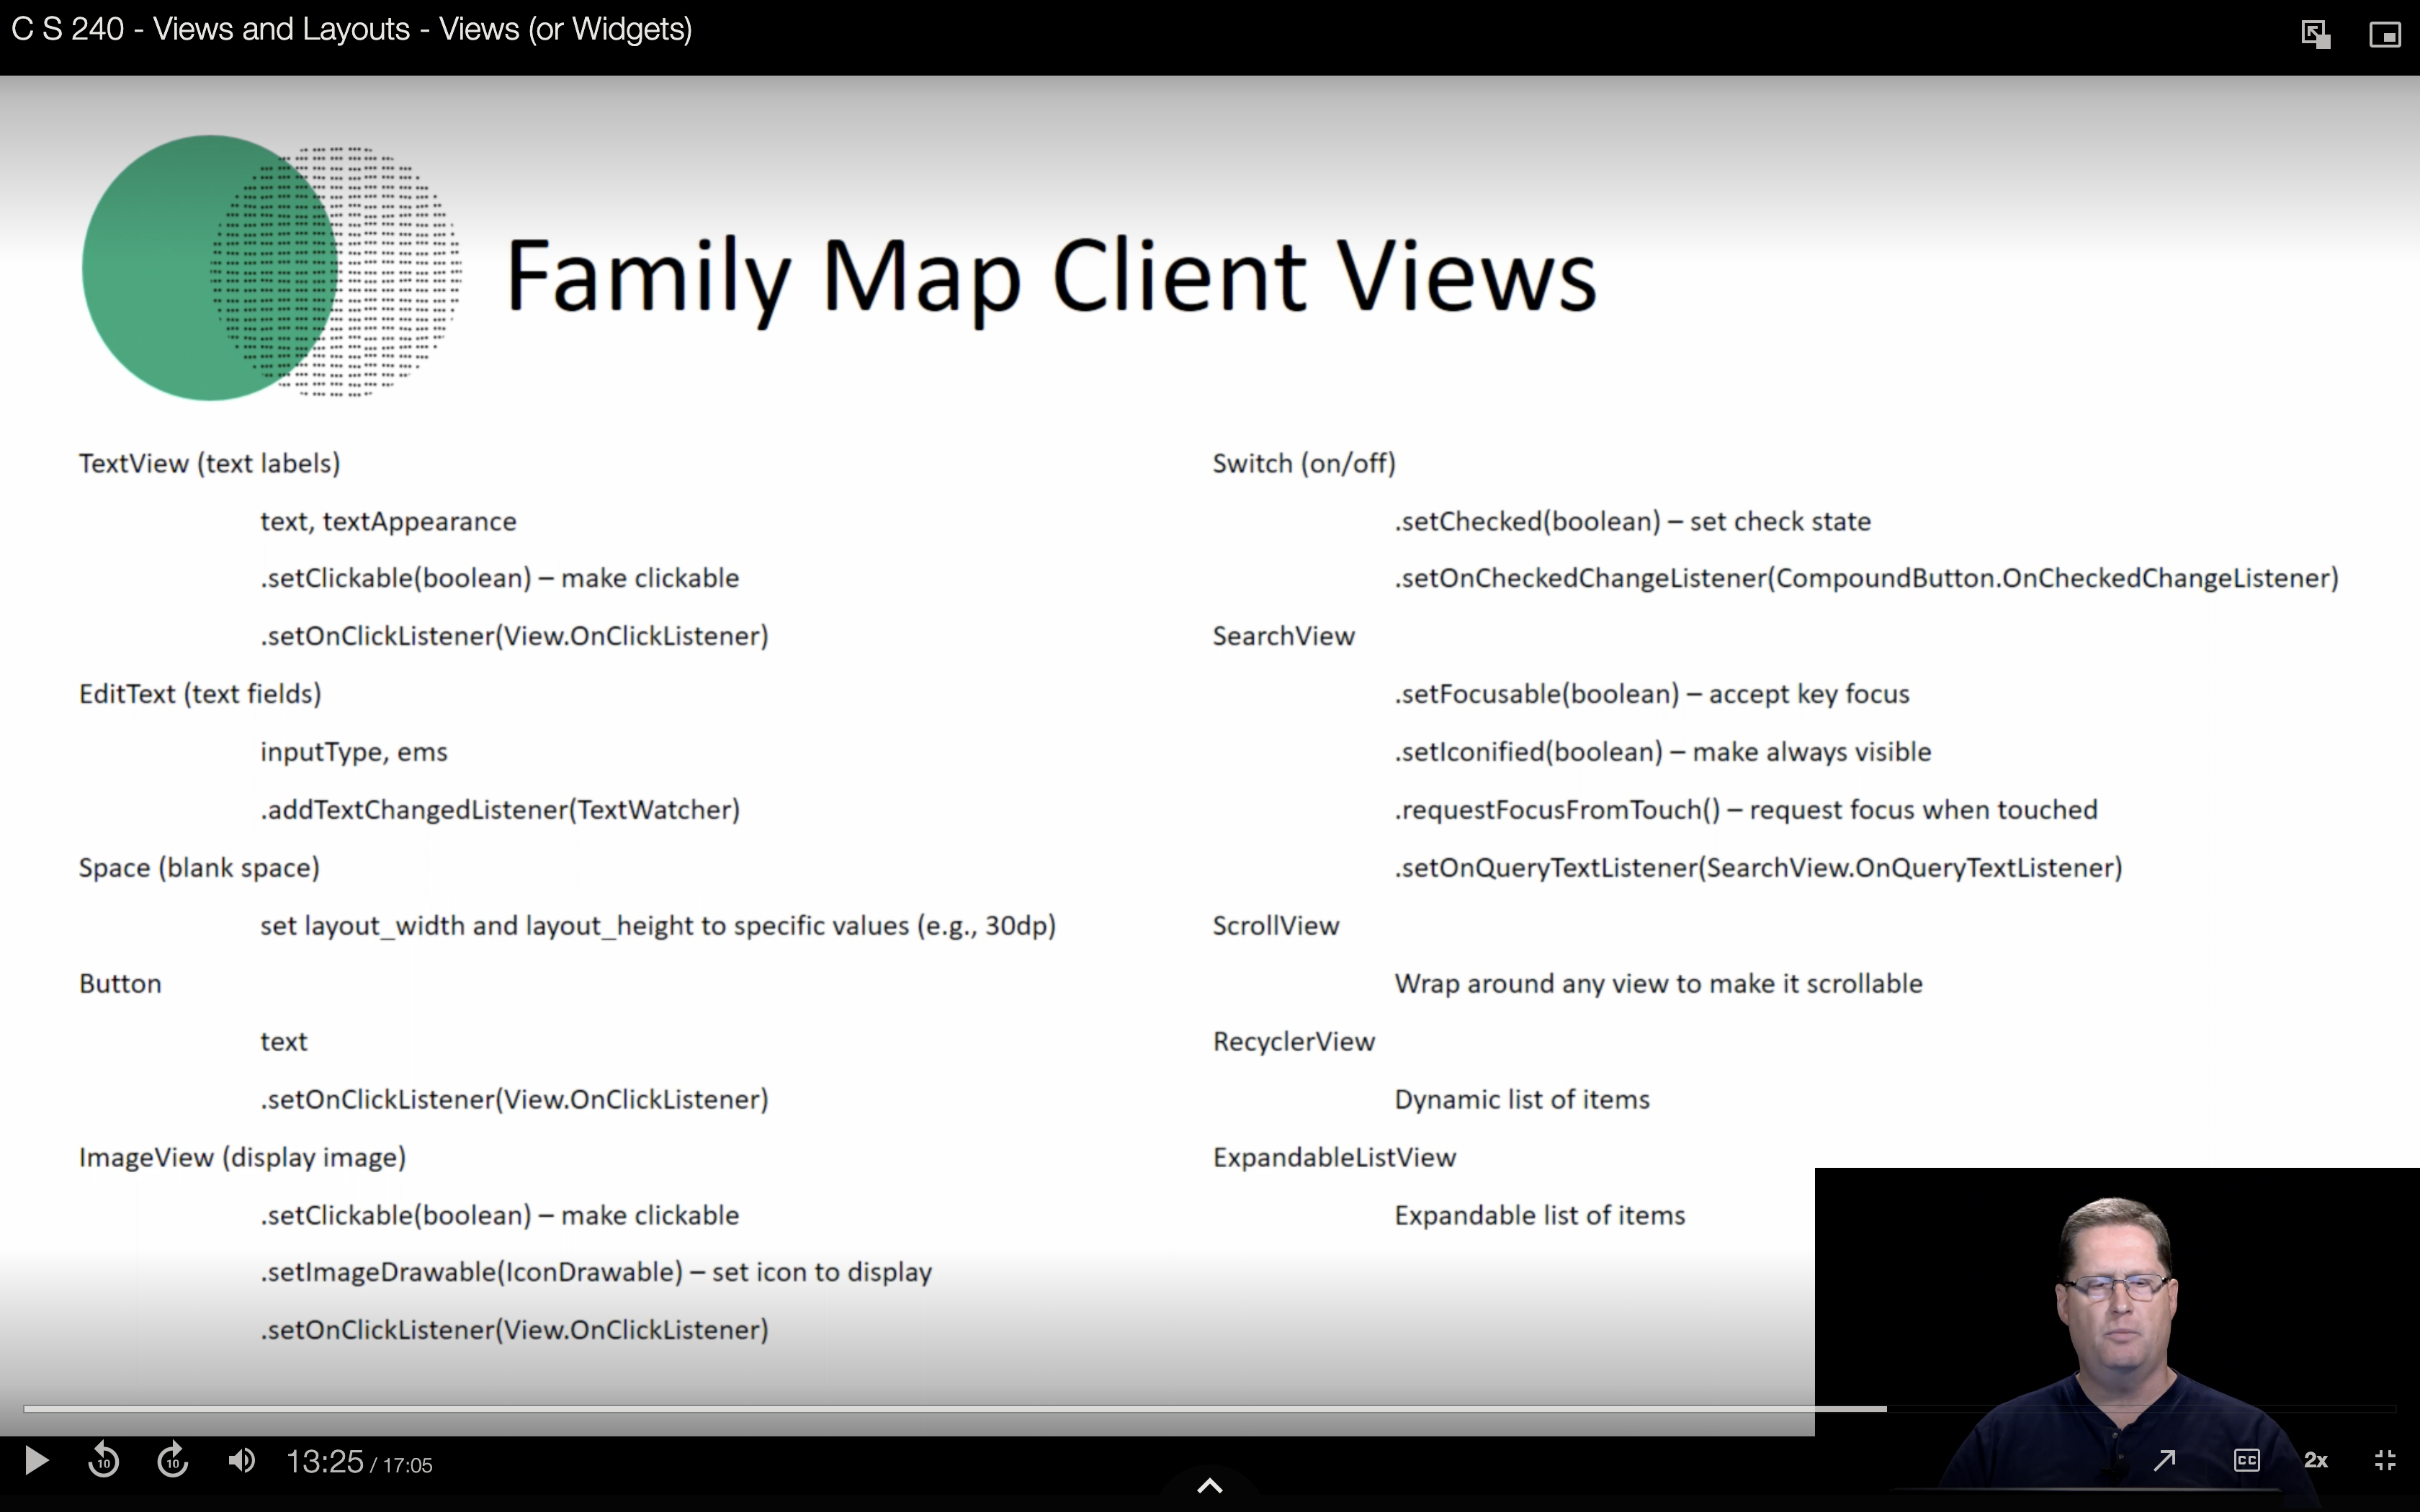 C S 240 - Views and Layouts - Views (or Widgets)
Family Map Client Views
TextView (text labels)
text, textAppearance
.setClickable(boolean) – make clickable
.setOnClickListener(View.OnClickListener)
EditText (text fields)
inputType, ems
.addTextChangedListener(TextWatcher)
Space (blank space)
set layout_width and layout_height to specific values (e.g., 30dp)
Button
text
.setOnClickListener(View.OnClickListener)
ImageView (display image)
.setClickable(boolean) – make clickable
.setImageDrawable(IconDrawable) – set icon to display
.setOnClickListener(View.OnClickListener)
Switch (on/off)
.setChecked(boolean) – set check state
.setOnCheckedChangeListener(CompoundButton.OnCheckedChangeListener)
SearchView
.setFocusable(boolean) – accept key focus
.setIconified(boolean) – make always visible
.requestFocusFromTouch() – request focus when touched
.setOnQueryTextListener(SearchView.OnQueryTextListener)
ScrollView
Wrap around any view to make it scrollable
RecyclerView
Dynamic list of items
ExpandableListView
Expandable list of items
10 10 13:25 / 17:05 CC 2x